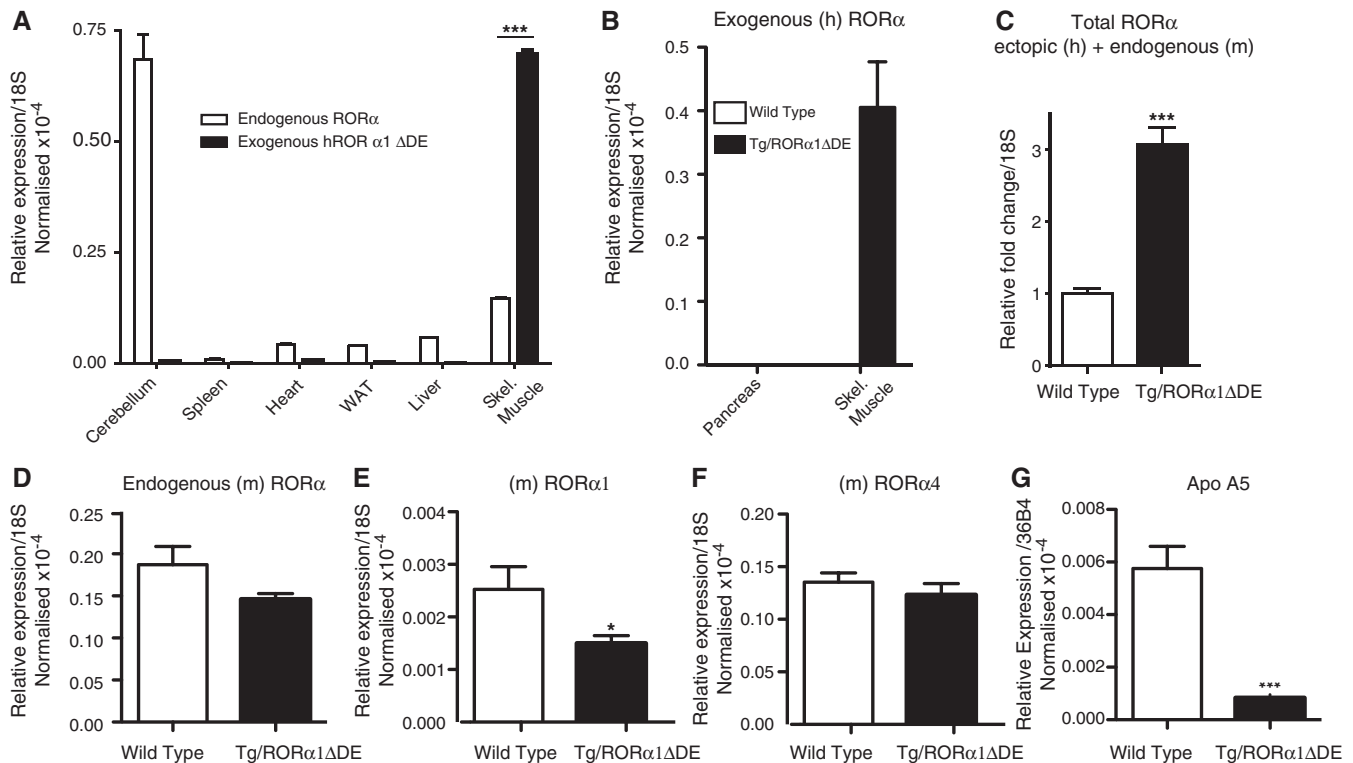 A
Relative expression/18S
Normalised x10-4
0.75
0.50
0.25
0.00
***
Endogenous RORα
Exogenous hROR α1 ΔDE
Cerebellum
Spleen
Heart
WAT
Liver
Skel.
Muscle
B
Exogenous (h) RORα
Relative expression/18S
Normalised x10-4
0.5
0.4
0.3
0.2
0.1
0.0
Wild Type
Tg/RORα1ΔDE
Pancreas
Skel.
Muscle
C
Total RORα
ectopic (h) + endogenous (m)
Relative fold change/18S
3
2
1
0
***
Wild Type
Tg/RORα1ΔDE
D
Endogenous (m) RORα
Relative expression/18S
Normalised x10-4
0.25
0.20
0.15
0.10
0.05
0.00
Wild Type
Tg/RORα1ΔDE
E
(m) RORα1
Relative expression/18S
Normalised x10-4
0.004
0.003
0.002
0.001
0.000
*
Wild Type
Tg/RORα1ΔDE
F
(m) RORα4
Relative expression/18S
Normalised x10-4
0.20
0.15
0.10
0.05
0.00
Wild Type
Tg/RORα1ΔDE
G
Apo A5
Relative Expression /36B4
Normalised x10-4
0.008
0.006
0.004
0.002
0.000
***
Wild Type
Tg/RORα1ΔDE